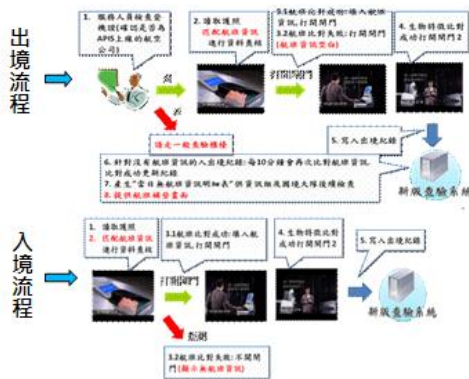 出境流程
1. 服務人員檢查登
機證(確認是否為
APIS上線的航空
公司)
2. 讀取護照
匹配航班資訊
進行資料查核
3.1航班比對成功:填入航班
資訊,打開閘門
3.2航班比對失敗:打開閘門
(航班資訊空白)
4. 生物特徵比對
成功打開閘門2
是
打開閘門
否
請走一般查驗櫃檯
5. 寫入出境紀錄
6. 針對沒有航班資訊的入出境紀錄:每10分鐘會再次比對航班資訊,
比對成功更新紀錄
7. 產生"當日無航班資訊明細表"供資訊組及國境大隊後續檢查
8. 提供航班補登畫面
新版查驗系統
入境流程
1. 讀取護照
2. 匹配航班資訊
進行資料查核
3.1航班比對成功:填入航班
資訊,打開閘門
4. 生物特徵比對
成功打開閘門2
5. 寫入出境紀錄
打開閘門
新版查驗系統
3.2航班比對失敗:不開閘
門(顯示無航班資訊)